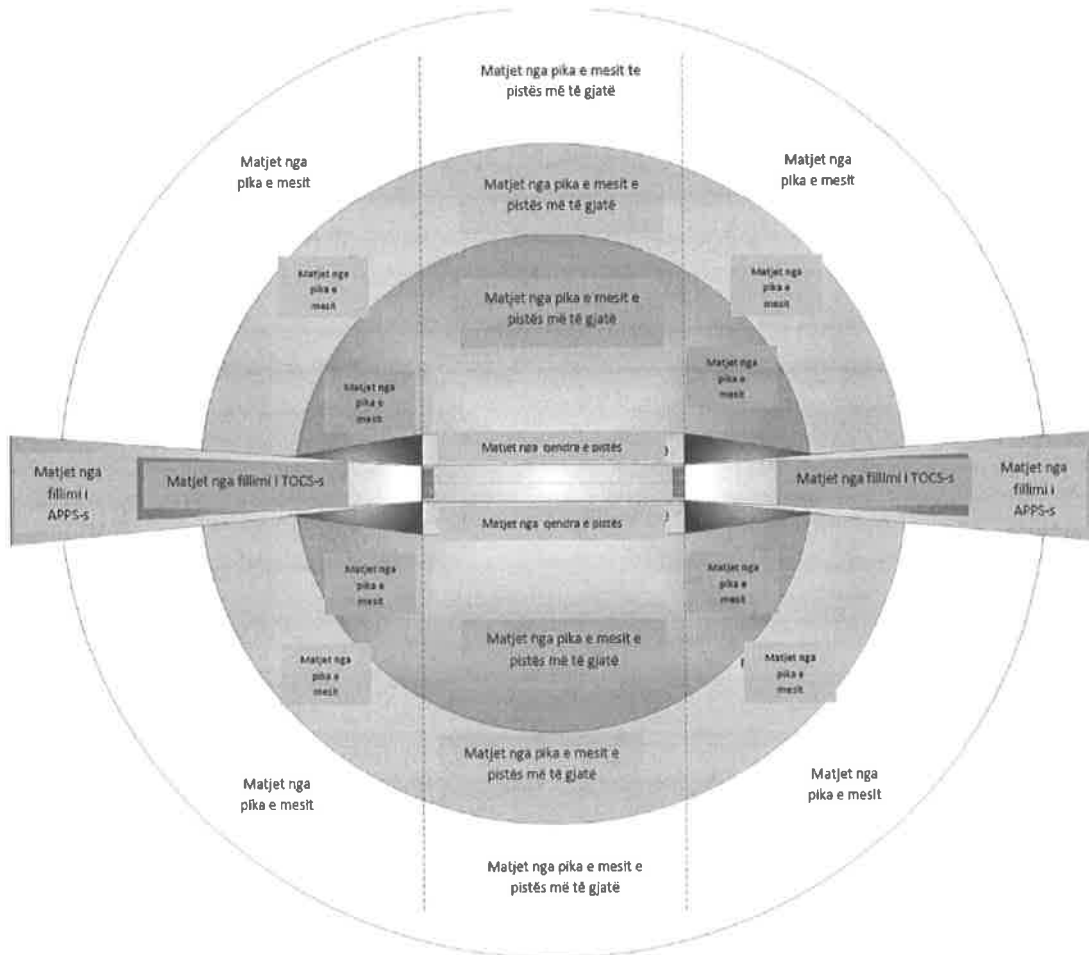 Matjet nga pika e mesit te
pistës më të gjatë
Matjet nga
pika e mesit
Matjet nga
pika e mesit
Matjet nga pika e mesit e
pistës më të gjatë
Matjet nga
pika e
mesit
Matjet nga
pika e
mesit
Matjet nga pika e mesit e
pistës më të gjatë
Matjet nga
pika e
mesit
Matjet nga
pika e
mesit
Matjet nga qendra e pistës
Matjet nga
fillimi i
APPS-s
Matjet nga fillimi i TOCS-s
Matjet nga fillimi i TOCS-s
Matjet nga
fillimi i
APPS-s
Matjet nga qendra e pistës
Matjet nga
pika e
mesit
Matjet nga
pika e
mesit
Matjet nga pika e mesit e
pistës më të gjatë
Matjet nga
pika e
mesit
Matjet nga
pika e
mesit
Matjet nga pika e mesit e
pistës më të gjatë
Matjet nga
pika e mesit
Matjet nga
pika e mesit
Matjet nga pika e mesit e
pistës më të gjatë